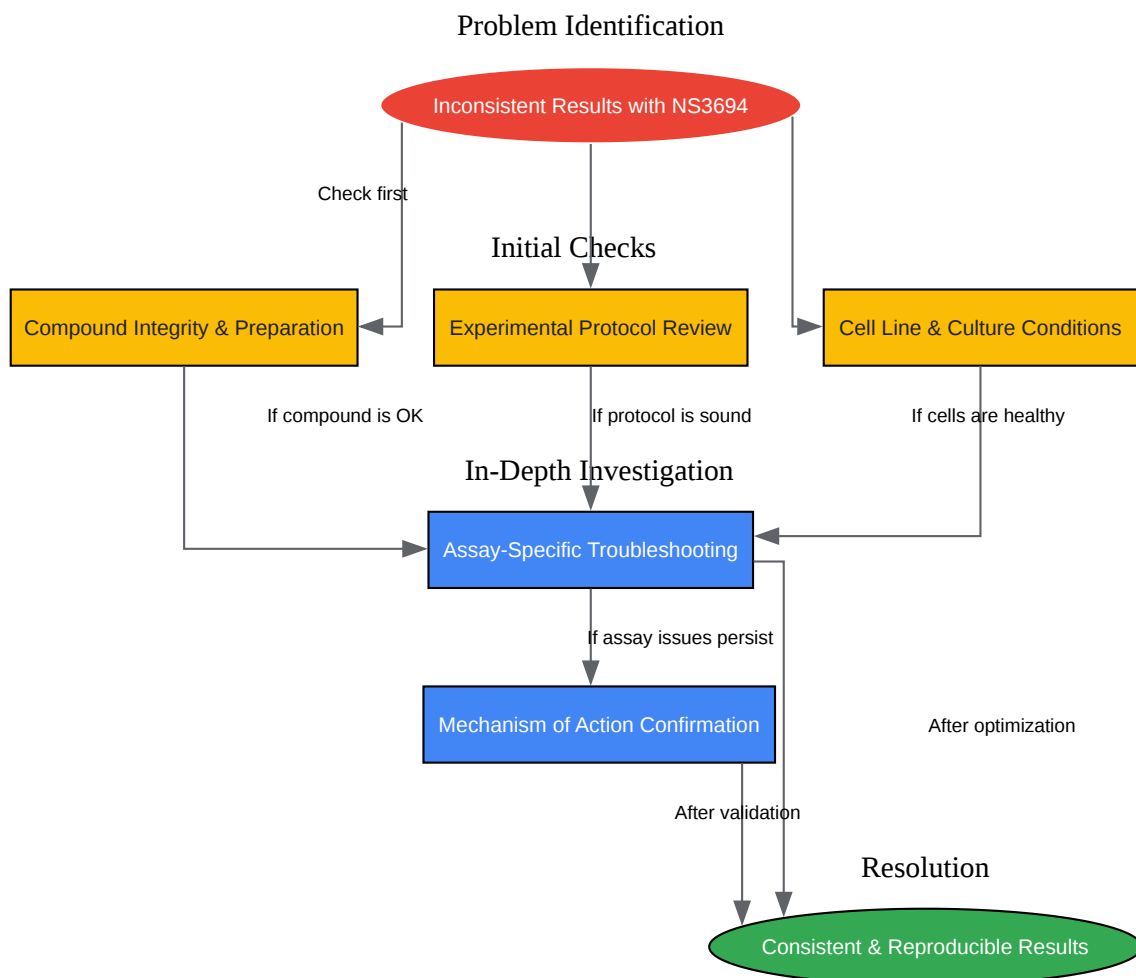 Problem Identification
Inconsistent Results with NS3694
Check first
Initial Checks
Compound Integrity & Preparation
Experimental Protocol Review
Cell Line & Culture Conditions
If compound is OK
If protocol is sound
If cells are healthy
In-Depth Investigation
Assay-Specific Troubleshooting
If assay issues persist
Mechanism of Action Confirmation
After optimization
After validation
Resolution
Consistent & Reproducible Results